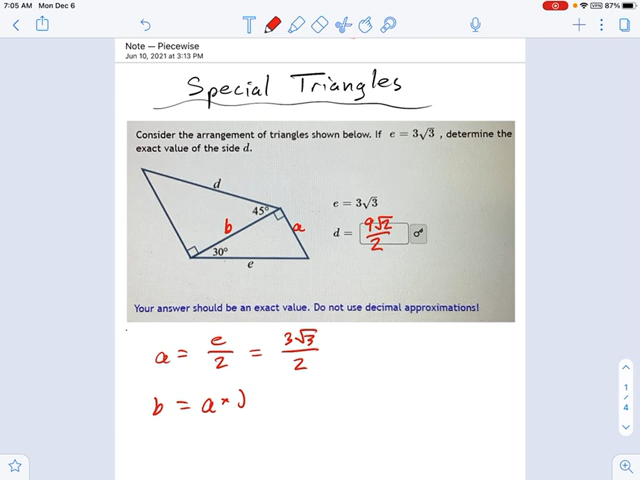 7:05 AM Mon Dec 6
87%
Note — Piecewise
Jun 10, 2021 at 3:13 PM
Special Triangles
Consider the arrangement of triangles shown below. If e = 3√3 , determine the
exact value of the side d.
d
45°
b
a
30°
e
e = 3√3
d = 9√2/2
Your answer should be an exact value. Do not use decimal approximations!
a = e/2 = 3√3/2
b = a ×
1
/
4